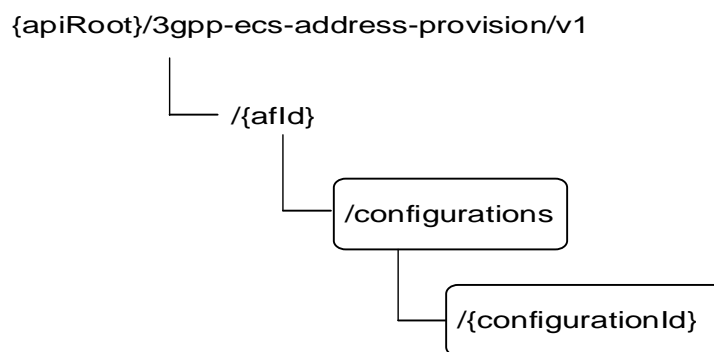 {apiRoot}/3gpp-ecs-address-provision/v1
/{afId}
/configurations
/{configurationId}